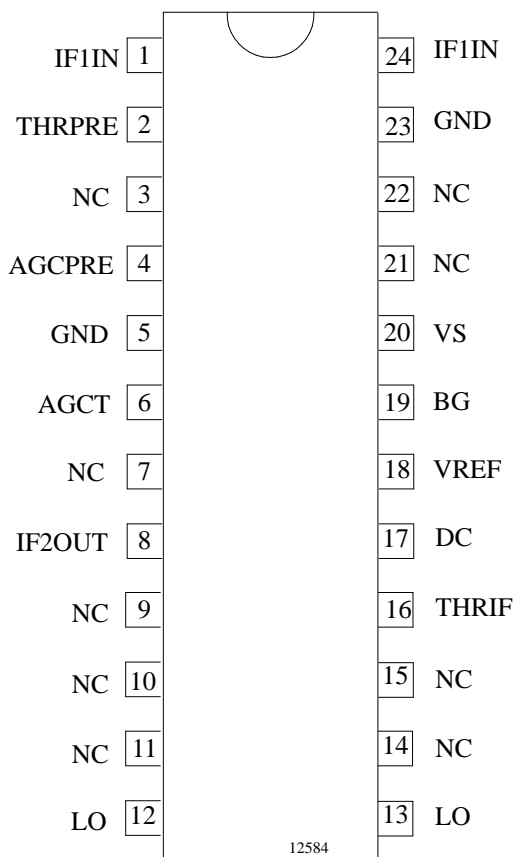 IF1IN 1 24 IF1IN
THRPRE 2 23 GND
NC 3 22 NC
AGCPRE 4 21 NC
GND 5 20 VS
AGCT 6 19 BG
NC 7 18 VREF
IF2OUT 8 17 DC
NC 9 16 THRIF
NC 10 15 NC
NC 11 14 NC
LO 12 13 LO
12584